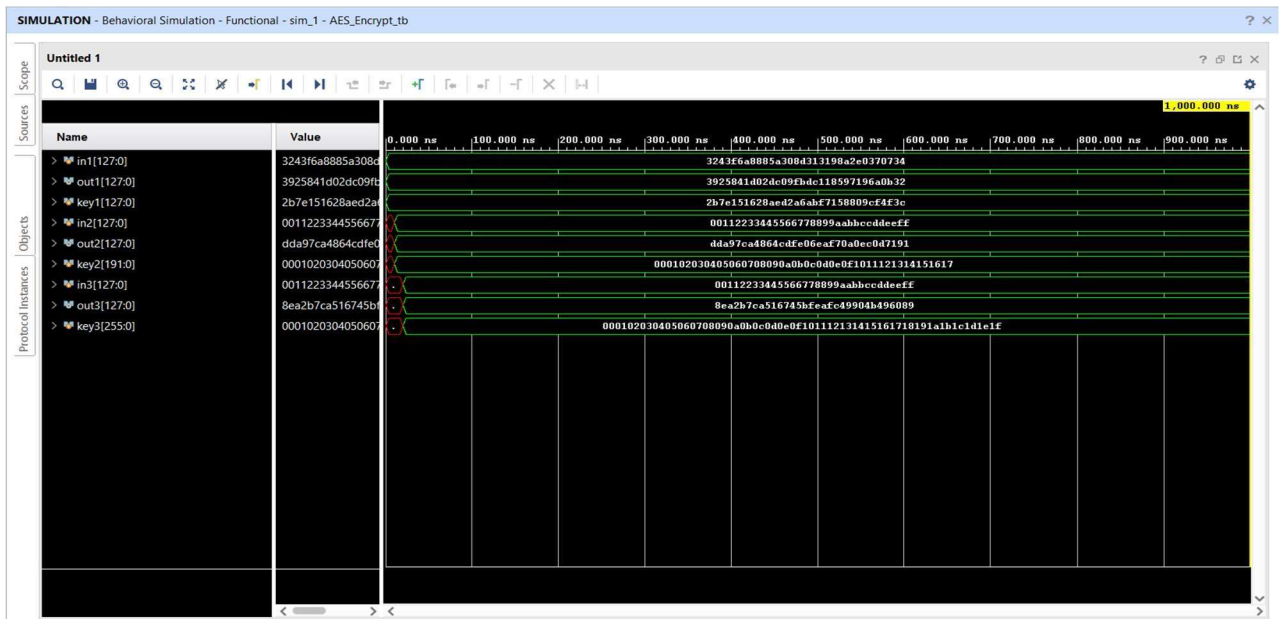 SIMULATION - Behavioral Simulation - Functional - sim_1 - AES_Encrypt_tb ? ×
Untitled 1 ?
Scope
Sources
Objects
Protocol Instances
1,000.000 ns
Name Value 0.000 ns 100.000 ns 200.000 ns 300.000 ns 400.000 ns 500.000 ns 600.000 ns 700.000 ns 800.000 ns 900.000 ns
in1[127:0] 3243f6a8885a308d 3243f6a8885a308d313198a2e0370734
out1[127:0] 3925841d02dc09fb 3925841d02dc09fbdc118597196a0b32
key1[127:0] 2b7e151628aed2a 2b7e151628aed2a6abf7158809cf4f3c
in2[127:0] 0011223344556677 00112233445566778899aabbccddeeff
out2[127:0] dda97ca4864cdfe0 dda97ca4864cdfe06eaf70a0ec0d7191
key2[191:0] 0001020304050607 000102030405060708090a0b0c0d0e0f1011121314151617
in3[127:0] 0011223344556677 . 00112233445566778899aabbccddeeff
out3[127:0] 8ea2b7ca516745bf . 8ea2b7ca516745bfeafc49904b496089
key3[255:0] 0001020304050607 . 000102030405060708090a0b0c0d0e0f101112131415161718191a1b1c1d1e1f